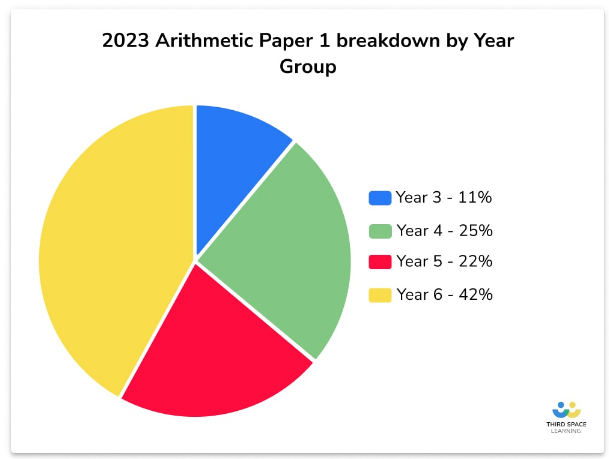 2023 Arithmetic Paper 1 breakdown by Year
Group
Year 3 - 11%
Year 4 - 25%
Year 5 - 22%
Year 6 - 42%
THIRD SPACE
LEARNING